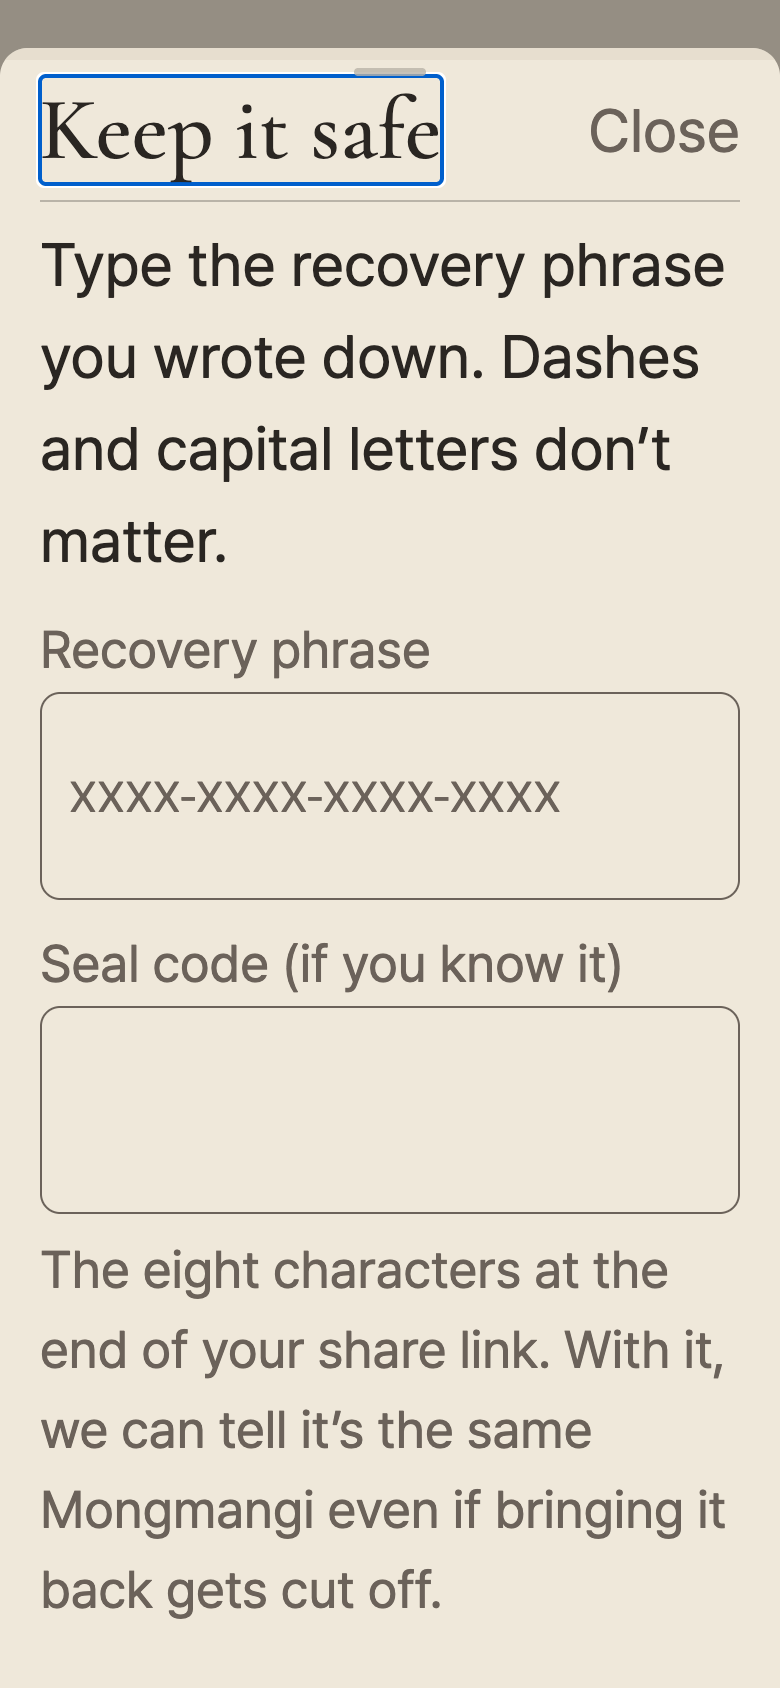 Keep it safe
Close
Type the recovery phrase
you wrote down. Dashes
and capital letters don’t
matter.
Recovery phrase
XXXX-XXXX-XXXX-XXXX
Seal code (if you know it)
The eight characters at the
end of your share link. With it,
we can tell it’s the same
Mongmangi even if bringing it
back gets cut off.